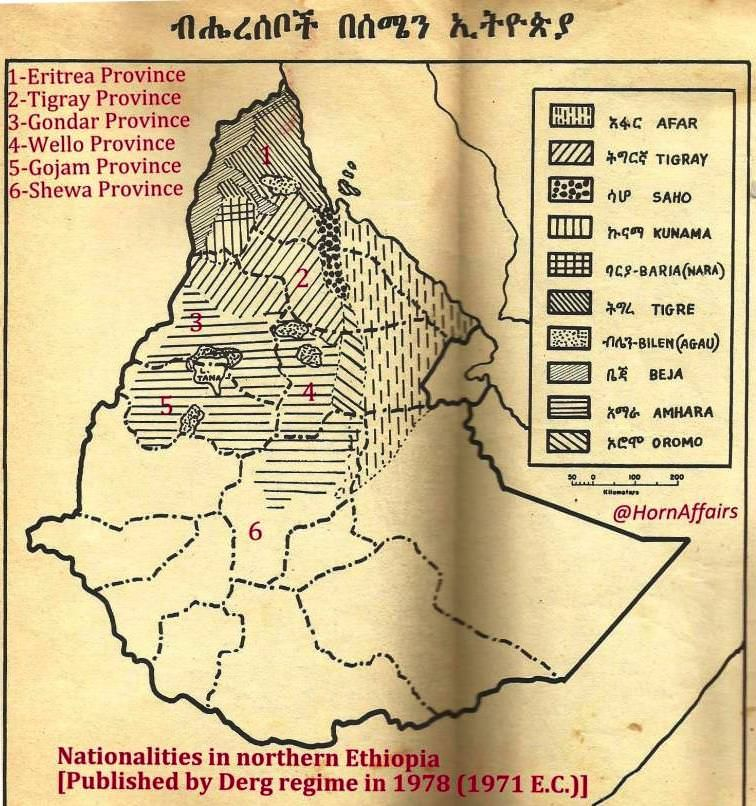 ብሔረሰቦች በሰሜን ኢትዮጵያ
1-Eritrea Province
2-Tigray Province
3-Gondar Province
4-Wello Province
5-Gojam Province
6-Shewa Province
አፋር AFAR
ትግርኛ TIGRAY
ሳሆ SAHO
ኩናማ KUNAMA
ባርያ-BARIA(NARA)
ትግረ TIGRE
ብሌን-BILEN(AGAU)
ቤጃ BEJA
አማራ AMHARA
ኦሮሞ OROMO
50 0 100 200
Kilometers
@HornAffairs
1
2
3
TANA
4
5
6
Nationalities in northern Ethiopia
[Published by Derg regime in 1978 (1971 E.C.)]